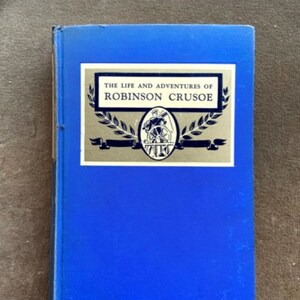 THE LIFE AND ADVENTURES OF
ROBINSON CRUSOE